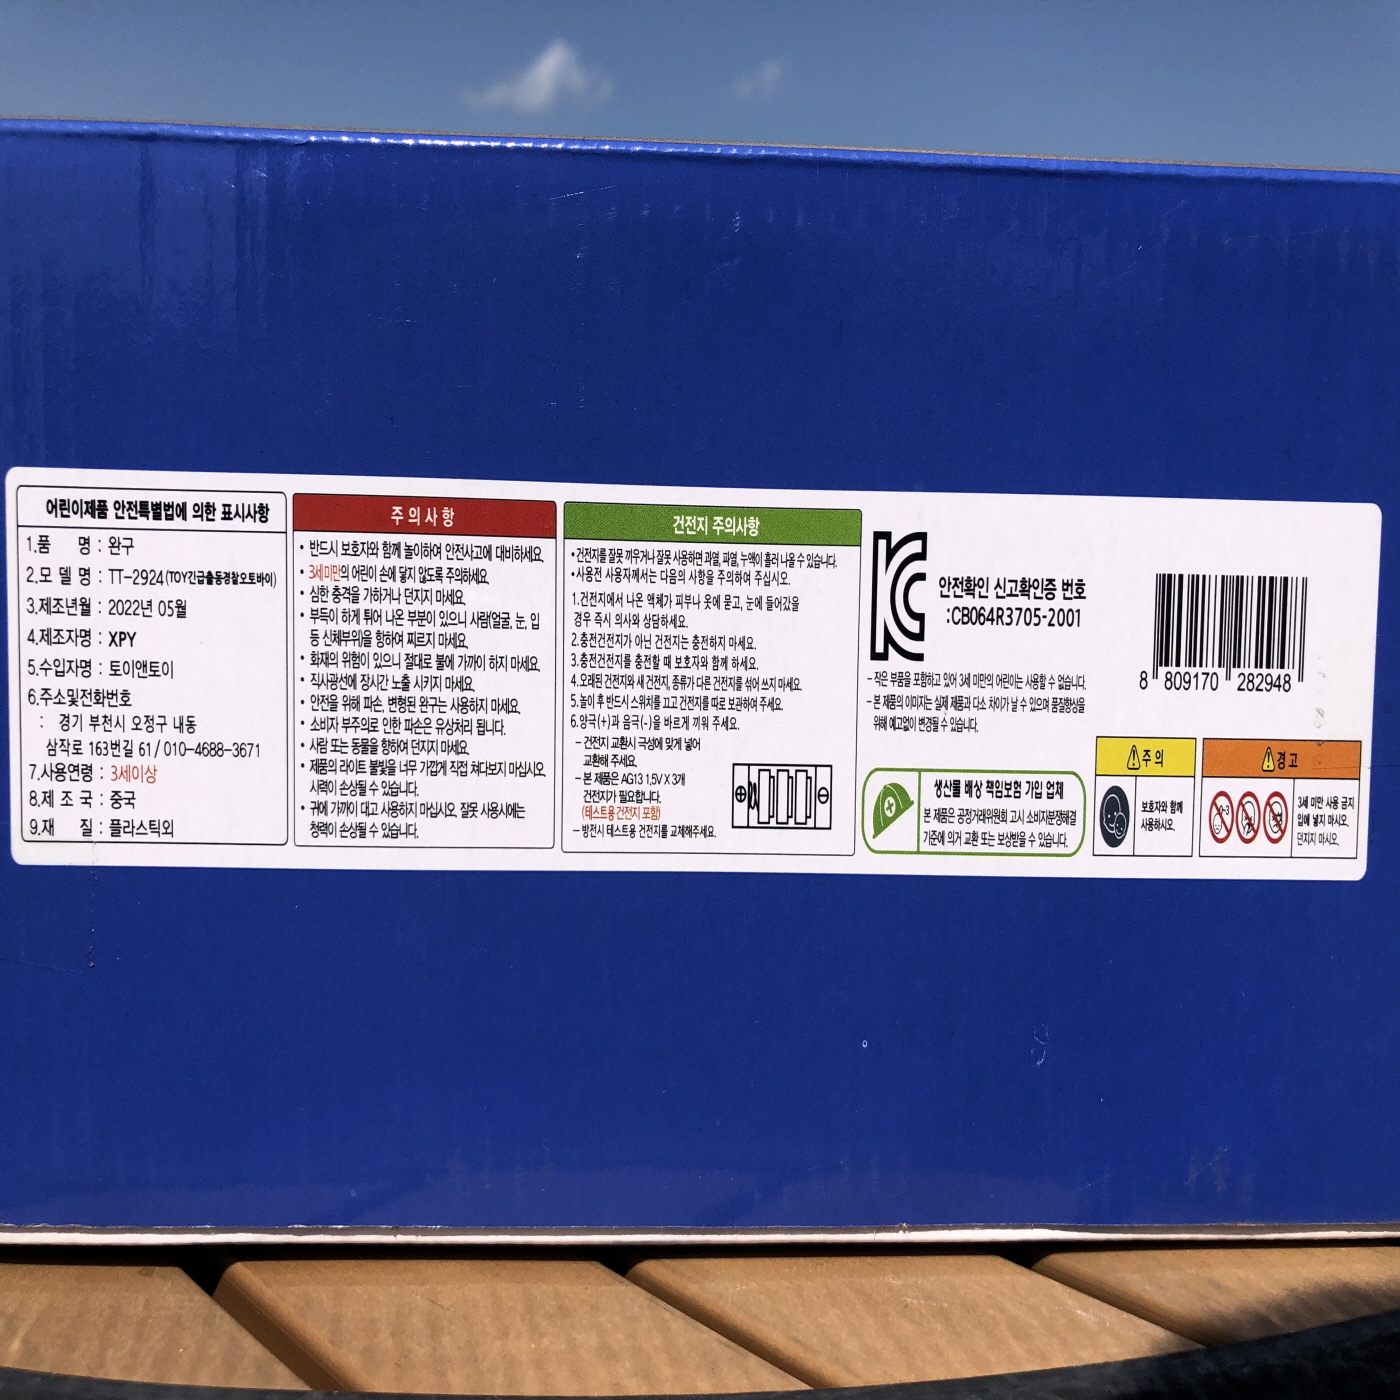 어린이제품 안전특별법에 의한 표시사항
1.품 명 : 완구
2.모 델 명 : TT-2924(TOY긴급출동경찰오토바이)
3.제조년월 : 2022년 05월
4.제조자명 : XPY
5.수입자명 : 토이앤토이
6.주소및전화번호
: 경기 부천시 오정구 내동
삼작로 163번길 61 / 010-4688-3671
7.사용연령 : 3세이상
8.제 조 국 : 중국
9.재 질 : 플라스틱외
주 의 사 항
• 반드시 보호자와 함께 놀이하여 안전사고에 대비하세요.
• 3세미만의 어린이 손에 닿지 않도록 주의하세요.
• 심한 충격을 가하거나 던지지 마세요.
• 부득이 하게 튀어 나온 부분이 있으니 사람(얼굴, 눈, 입
등 신체부위)을 향하여 찌르지 마세요.
• 화재의 위험이 있으니 절대로 불에 가까이 하지 마세요.
• 직사광선에 장시간 노출 시키지 마세요.
• 안전을 위해 파손, 변형된 완구는 사용하지 마세요.
• 소비자 부주의로 인한 파손은 유상처리 됩니다.
• 사람 또는 동물을 향하여 던지지 마세요.
• 제품의 라이트 불빛을 너무 가깝게 직접 쳐다보지 마십시오.
시력이 손상될 수 있습니다.
• 귀에 가까이 대고 사용하지 마십시오. 잘못 사용시에는
청력이 손상될 수 있습니다.
건전지 주의사항
• 건전지를 잘못 끼우거나 잘못 사용하면 과열, 파열, 누액이 흘러 나올 수 있습니다.
• 사용전 사용자께서는 다음의 사항을 주의하여 주십시오.
1.건전지에서 나온 액체가 피부나 옷에 묻고, 눈에 들어갔을
경우 즉시 의사와 상담하세요.
2.충전건전지가 아닌 건전지는 충전하지 마세요.
3.충전건전지를 충전할 때 보호자와 함께 하세요.
4.오래된 건전지와 새 건전지, 종류가 다른 건전지를 섞어 쓰지 마세요.
5.놀이 후 반드시 스위치를 끄고 건전지를 따로 보관하여 주세요.
6.양극(+)과 음극(-)을 바르게 끼워 주세요.
- 건전지 교환시 극성에 맞게 넣어
교환해 주세요.
- 본 제품은 AG13 1.5V X 3개
건전지가 필요합니다.
(테스트용 건전지 포함)
- 방전시 테스트용 건전지를 교체해주세요.
안전확인 신고확인증 번호
:CB064R3705-2001
- 작은 부품을 포함하고 있어 3세 미만의 어린이는 사용할 수 없습니다.
- 본 제품의 이미지는 실제 제품과 다소 차이가 날 수 있으며 품질향상을
위해 예고없이 변경될 수 있습니다.
8 809170 282948
생산물 배상 책임보험 가입 업체
본 제품은 공정거래위원회 고시 소비자분쟁해결
기준에 의거 교환 또는 보상받을 수 있습니다.
주 의
보호자와 함께
사용하시오.
경 고
0-3
3세 미만 사용 금지
입에 넣지 마시오.
던지지 마시오.